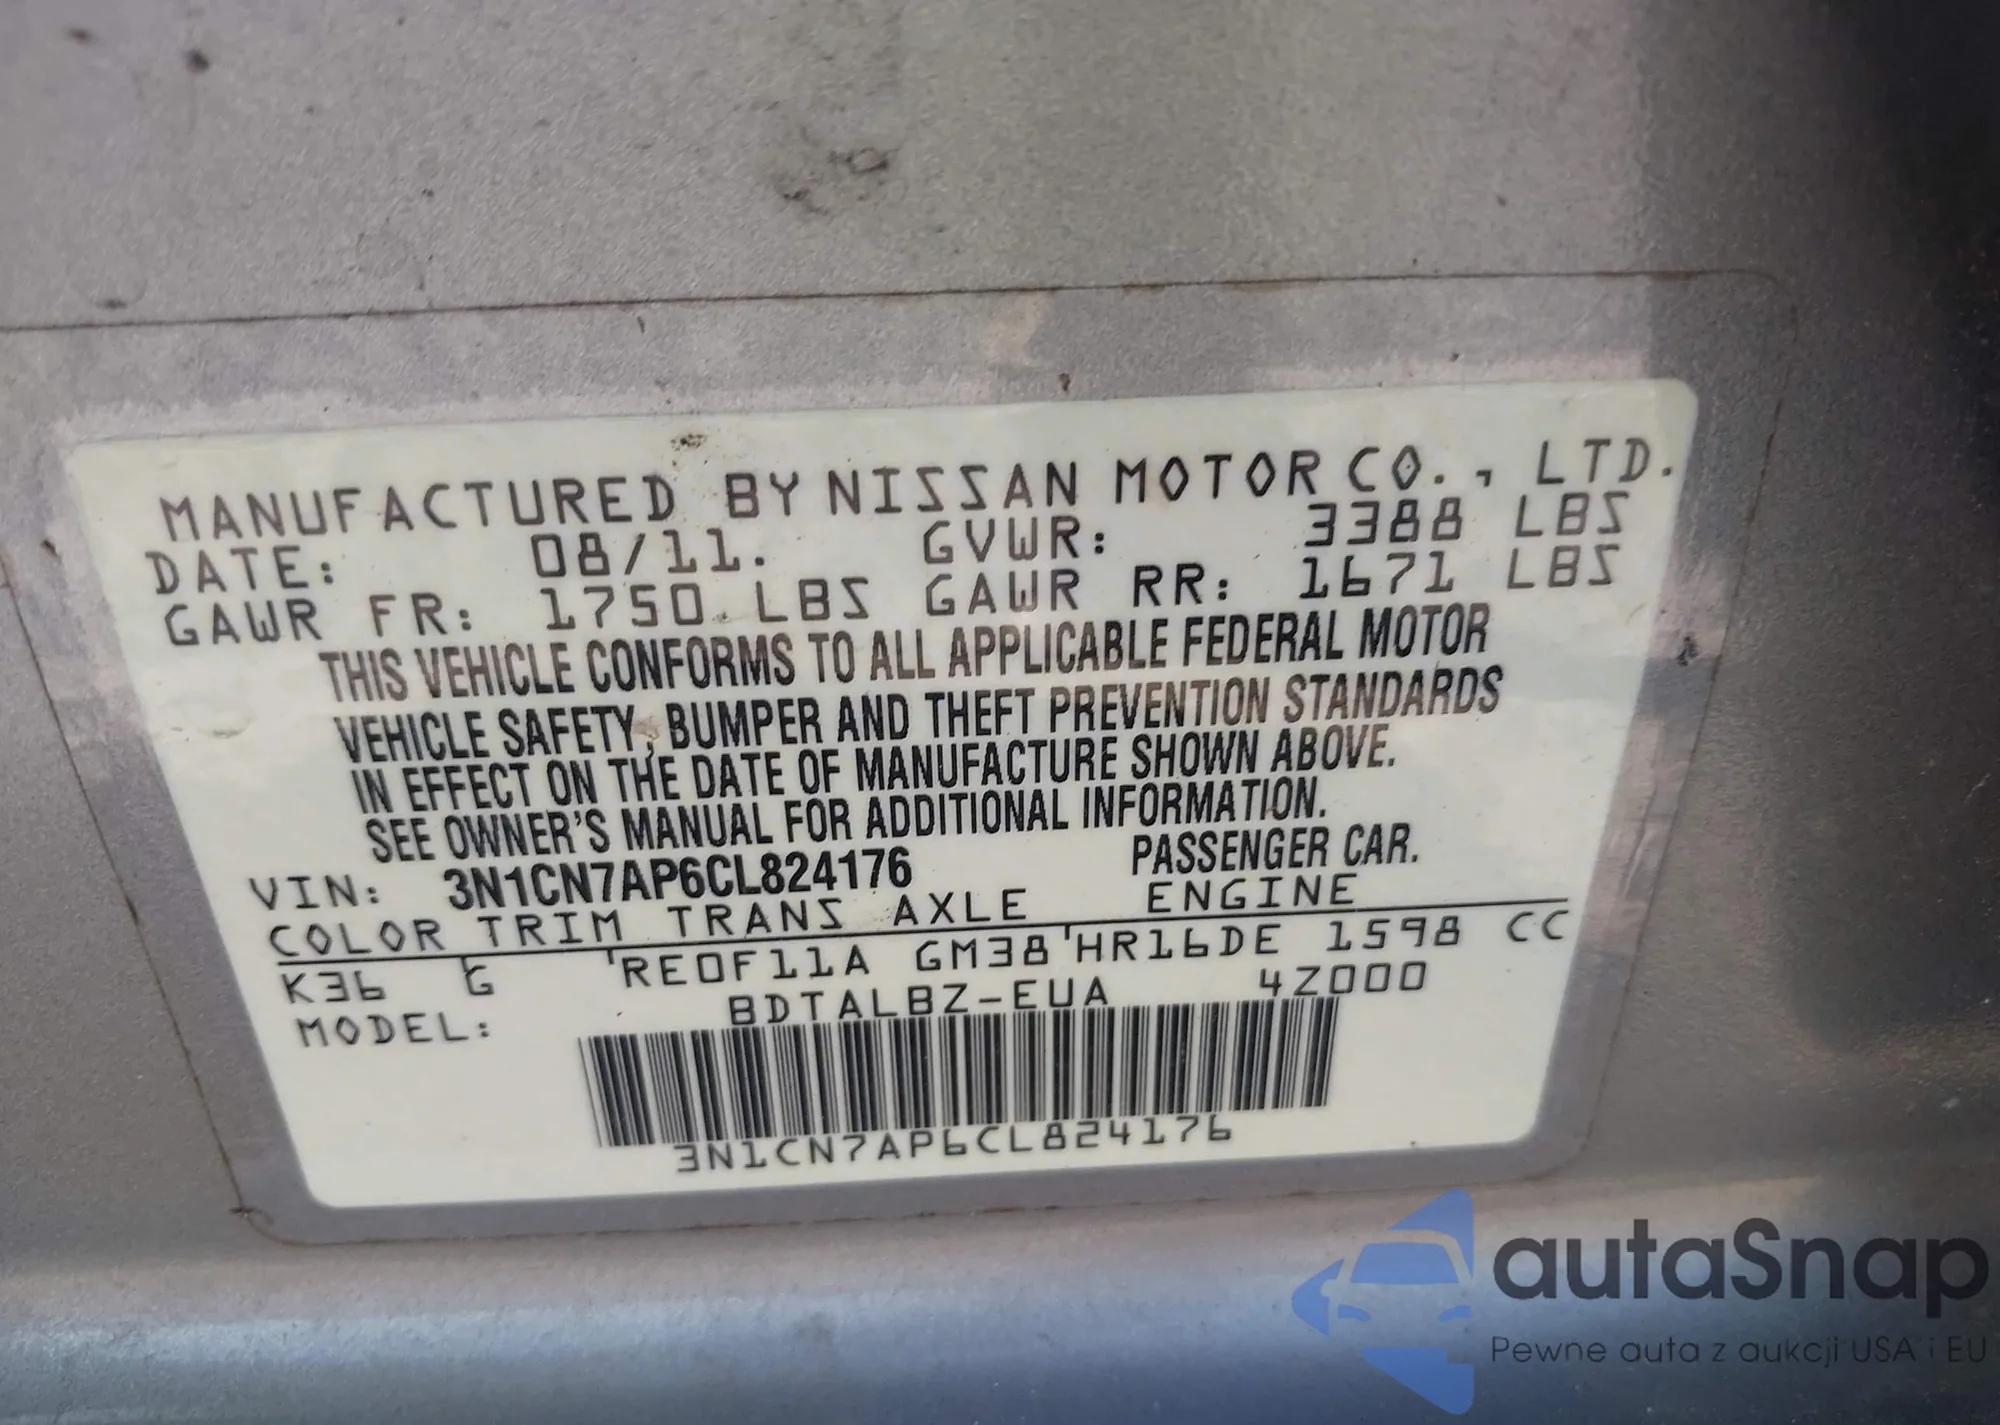 MANUFACTURED BY NISSAN MOTOR CO., LTD.
DATE: 08/11. GVWR: 3388 LBS
GAWR FR: 1750. LBS GAWR RR: 1671 LBS
THIS VEHICLE CONFORMS TO ALL APPLICABLE FEDERAL MOTOR
VEHICLE SAFETY, BUMPER AND THEFT PREVENTION STANDARDS
IN EFFECT ON THE DATE OF MANUFACTURE SHOWN ABOVE.
SEE OWNER'S MANUAL FOR ADDITIONAL INFORMATION.
VIN: 3N1CN7AP6CL824176 PASSENGER CAR.
COLOR TRIM TRANS AXLE ENGINE
K36 G RE0F11A GM38 HR16DE 1598 CC
MODEL: BDTALBZ-EUA 4Z000
3N1CN7AP6CL824176
autaSnap
Pewne auta z aukcji USA i EU